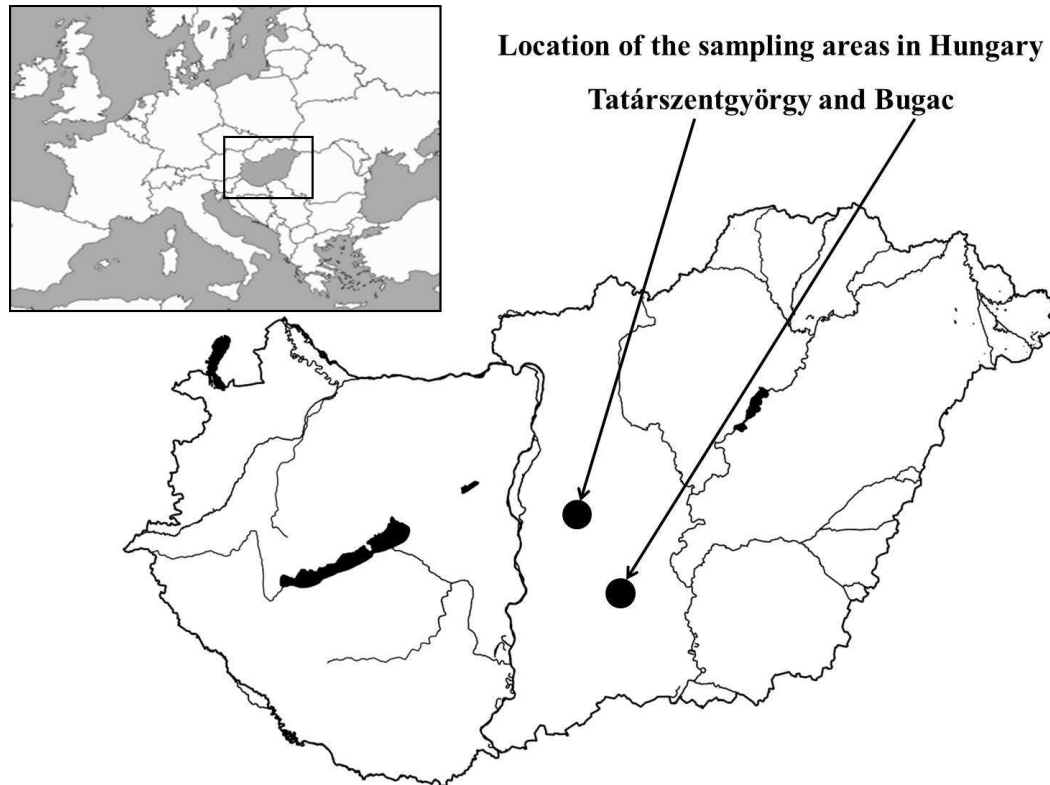 Location of the sampling areas in Hungary
Tatárszentgyörgy and Bugac